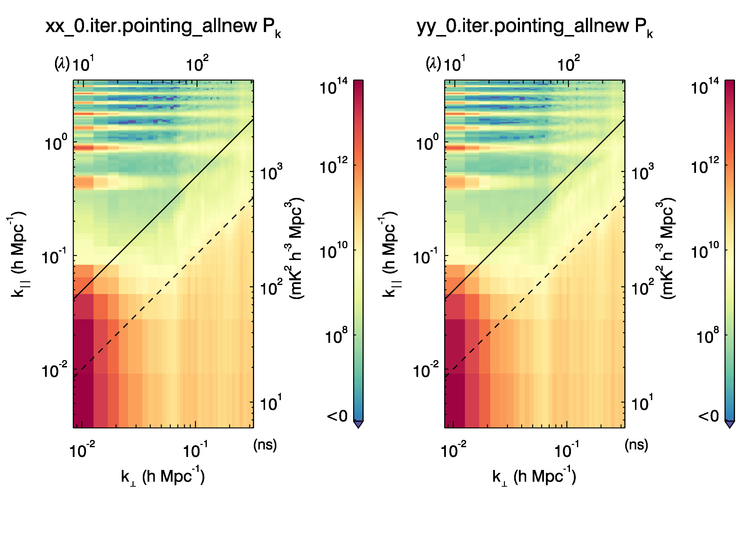 xx_0.iter.pointing_allnew P_k
yy_0.iter.pointing_allnew P_k
(λ) 10^1 10^2
(λ) 10^1 10^2
10^0
10^-1
10^-2
k_|| (h Mpc^-1)
10^3
10^2
10^1
(ns)
10^-2 10^-1
k_⊥ (h Mpc^-1)
10^14
10^12
10^10
10^8
<0
(mK^2 h^-3 Mpc^3)
10^0
10^-1
10^-2
k_|| (h Mpc^-1)
10^3
10^2
10^1
(ns)
10^-2 10^-1
k_⊥ (h Mpc^-1)
10^14
10^12
10^10
10^8
<0
(mK^2 h^-3 Mpc^3)